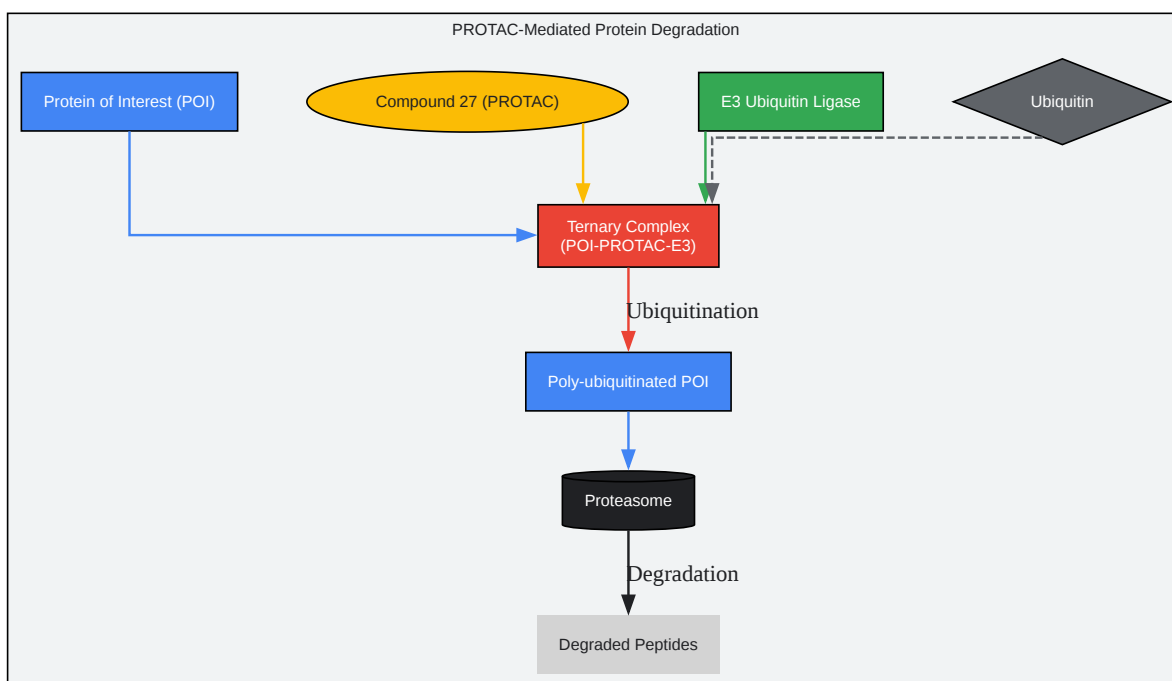 PROTAC-Mediated Protein Degradation
Protein of Interest (POI)
Compound 27 (PROTAC)
E3 Ubiquitin Ligase
Ubiquitin
Ternary Complex
(POI-PROTAC-E3)
Ubiquitination
Poly-ubiquitinated POI
Proteasome
Degradation
Degraded Peptides